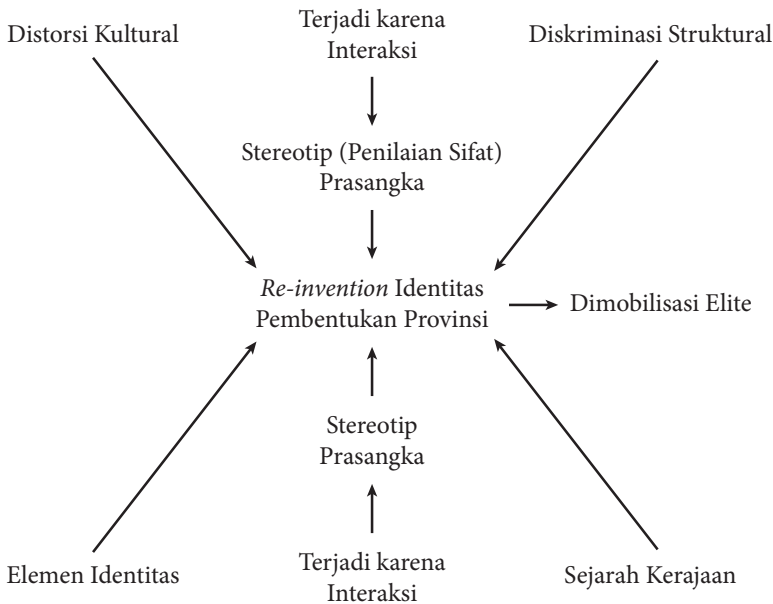 Distorsi Kultural
Terjadi karena
Interaksi
Diskriminasi Struktural
Stereotip (Penilaian Sifat)
Prasangka
Re-invention Identitas
Pembentukan Provinsi
Dimobilisasi Elite
Stereotip
Prasangka
Elemen Identitas
Terjadi karena
Interaksi
Sejarah Kerajaan